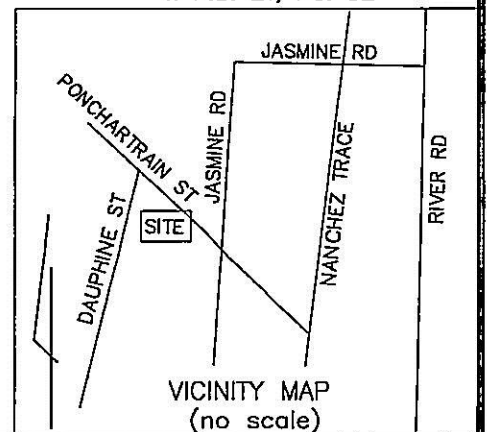 JASMINE RD
PONCHARTRAIN ST
JASMINE RD
NANCHEZ TRACE
RIVER RD
DAUPHINE ST
SITE
VICINITY MAP
(no scale)